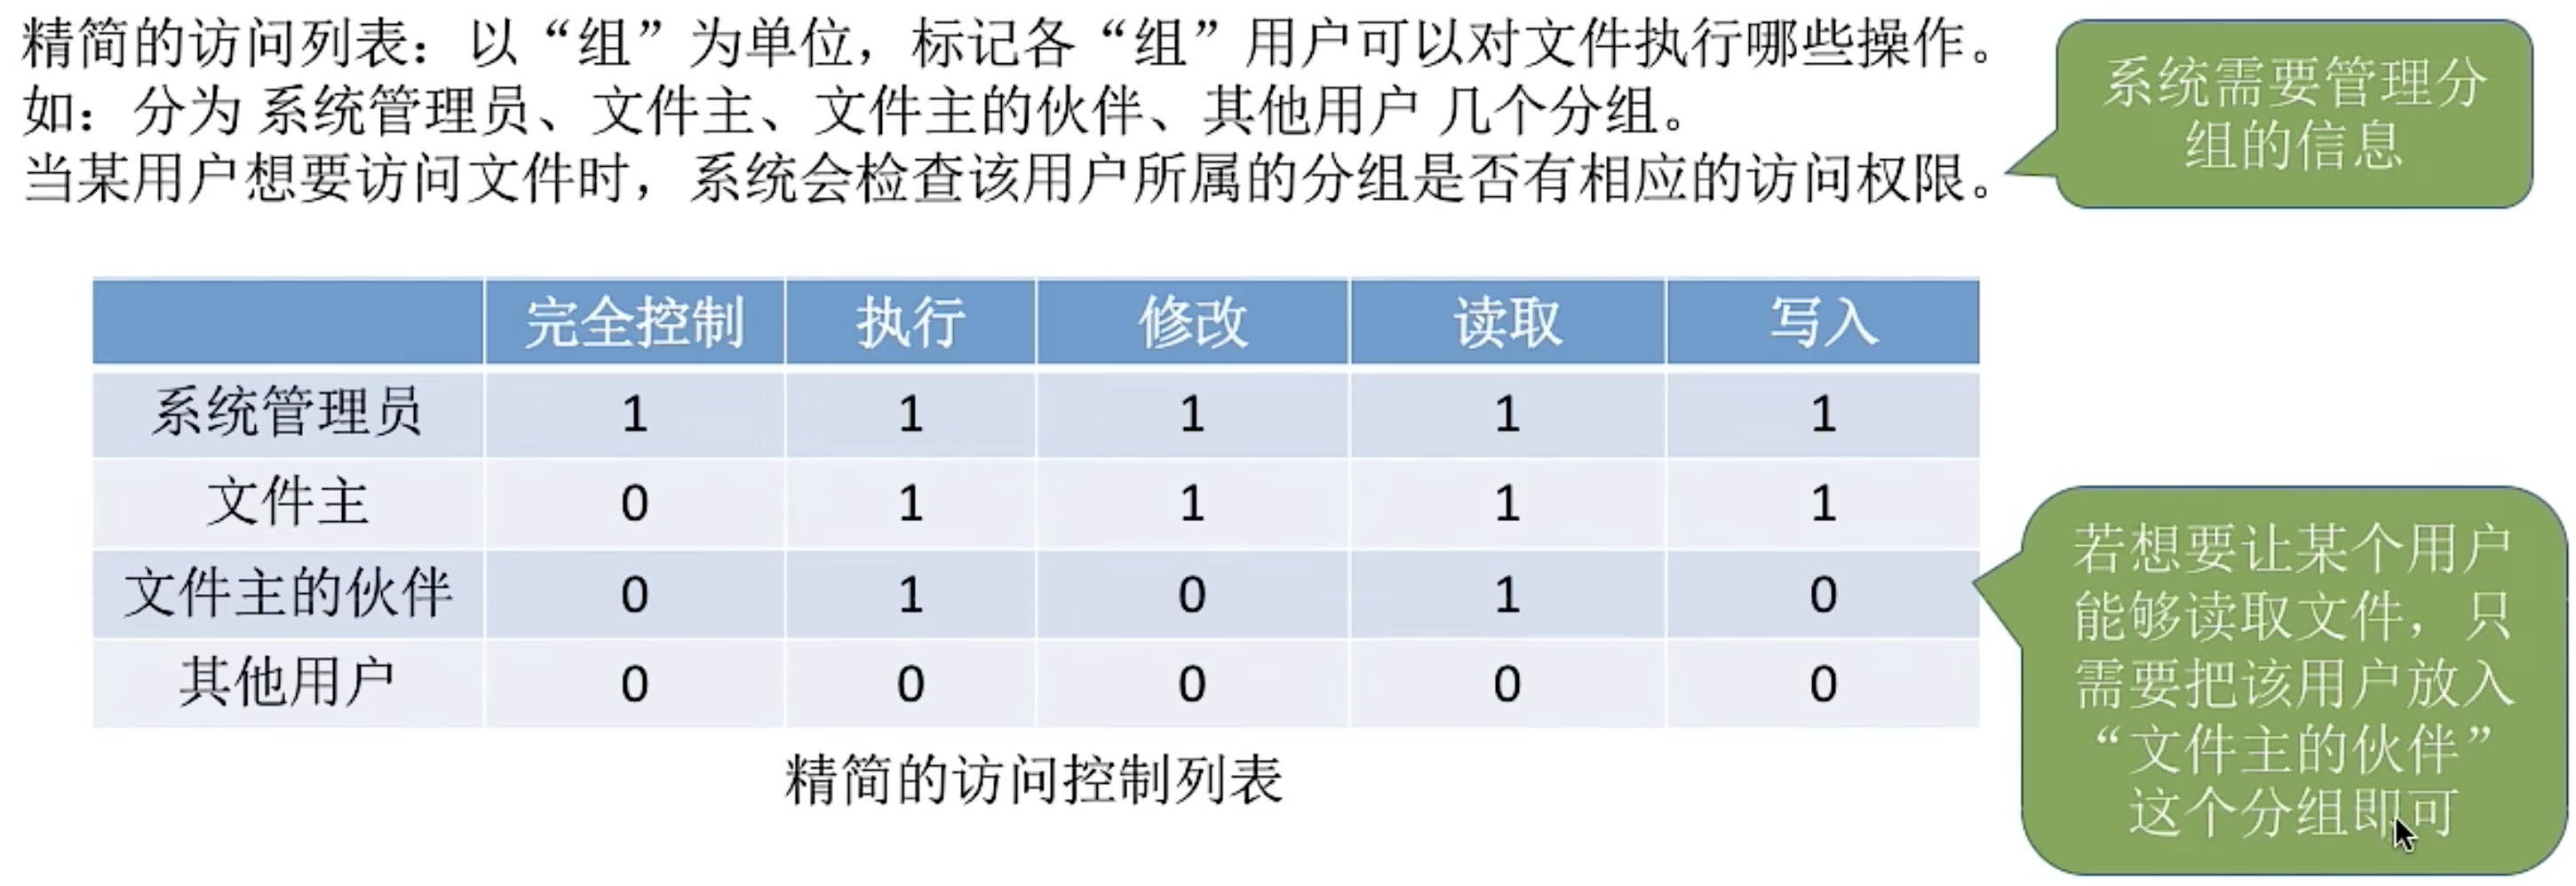 精简的访问列表：以“组”为单位，标记各“组”用户可以对文件执行哪些操作。
如：分为 系统管理员、文件主、文件主的伙伴、其他用户 几个分组。
当某用户想要访问文件时，系统会检查该用户所属的分组是否有相应的访问权限。
系统需要管理分
组的信息
完全控制 执行 修改 读取 写入
系统管理员 1 1 1 1 1
文件主 0 1 1 1 1
文件主的伙伴 0 1 0 1 0
其他用户 0 0 0 0 0
精简的访问控制列表
若想要让某个用户
能够读取文件，只
需要把该用户放入
“文件主的伙伴”
这个分组即可